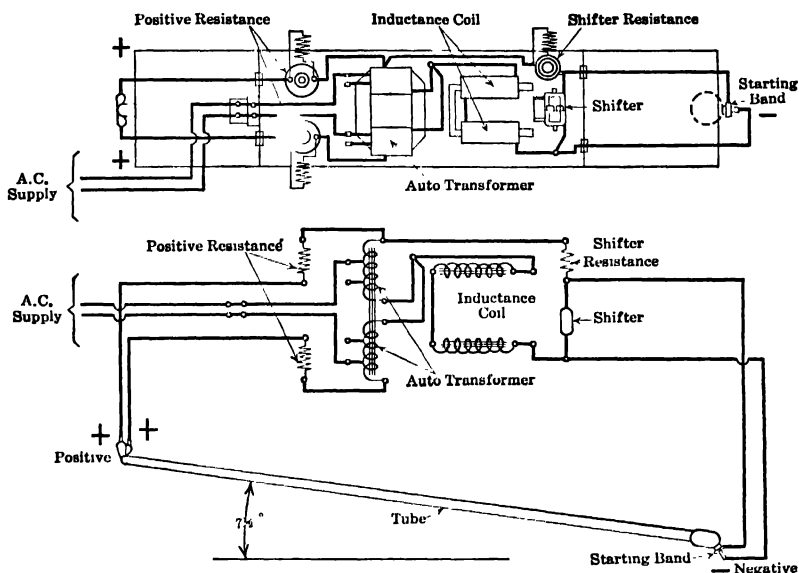 Positive Resistance
Inductance Coil
Shifter Resistance
+
Starting
Band
−
Shifter
+
A.C.
Supply
Auto Transformer
Positive Resistance
Shifter
Resistance
A.C.
Supply
Inductance
Coil
Shifter
Auto Transformer
+ +
Positive
Tube
Starting Band
− Negative